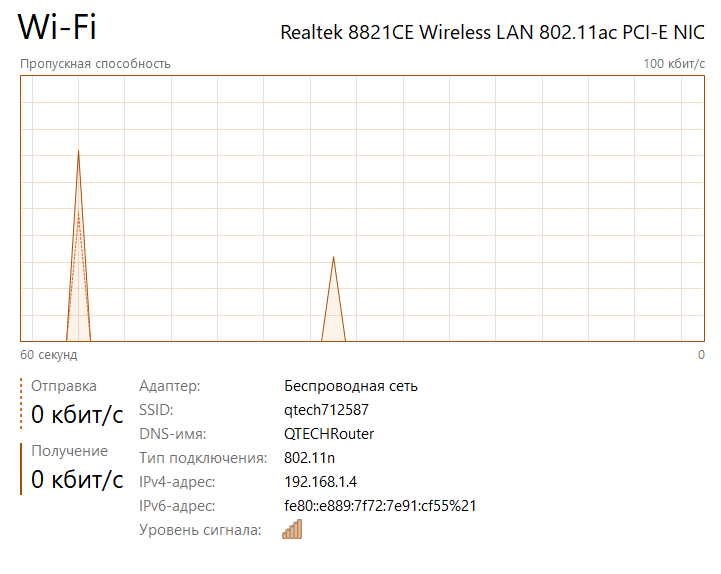 Wi-Fi
Realtek 8821CE Wireless LAN 802.11ac PCI-E NIC
Пропускная способность
100 кбит/с
60 секунд
0
Отправка
0 кбит/с
Получение
0 кбит/с
Адаптер: Беспроводная сеть
SSID: qtech712587
DNS-имя: QTECHRouter
Тип подключения: 802.11n
IPv4-адрес: 192.168.1.4
IPv6-адрес: fe80::e889:7f72:7e91:cf55%21
Уровень сигнала: